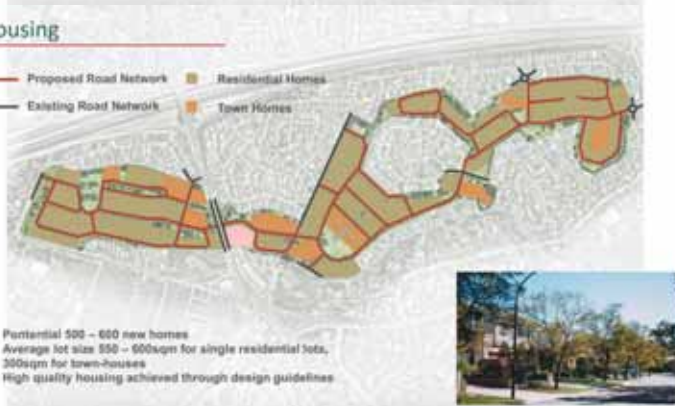 ousing
Proposed Road Network
Residential Homes
Existing Road Network
Town Homes
Pontential 500 – 600 new homes
Average lot size 550 – 600sqm for single residential lots,
300sqm for town-houses
High quality housing achieved through design guidelines